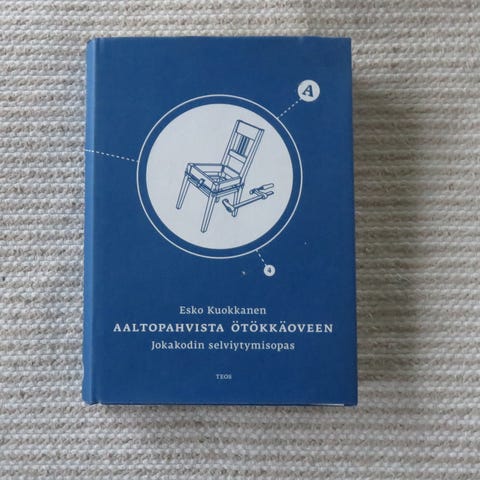 A
4
Esko Kuokkanen
AALTOPAHVISTA ÖTÖKKÄOVEEN
Jokakodin selviytymisopas
TEOS